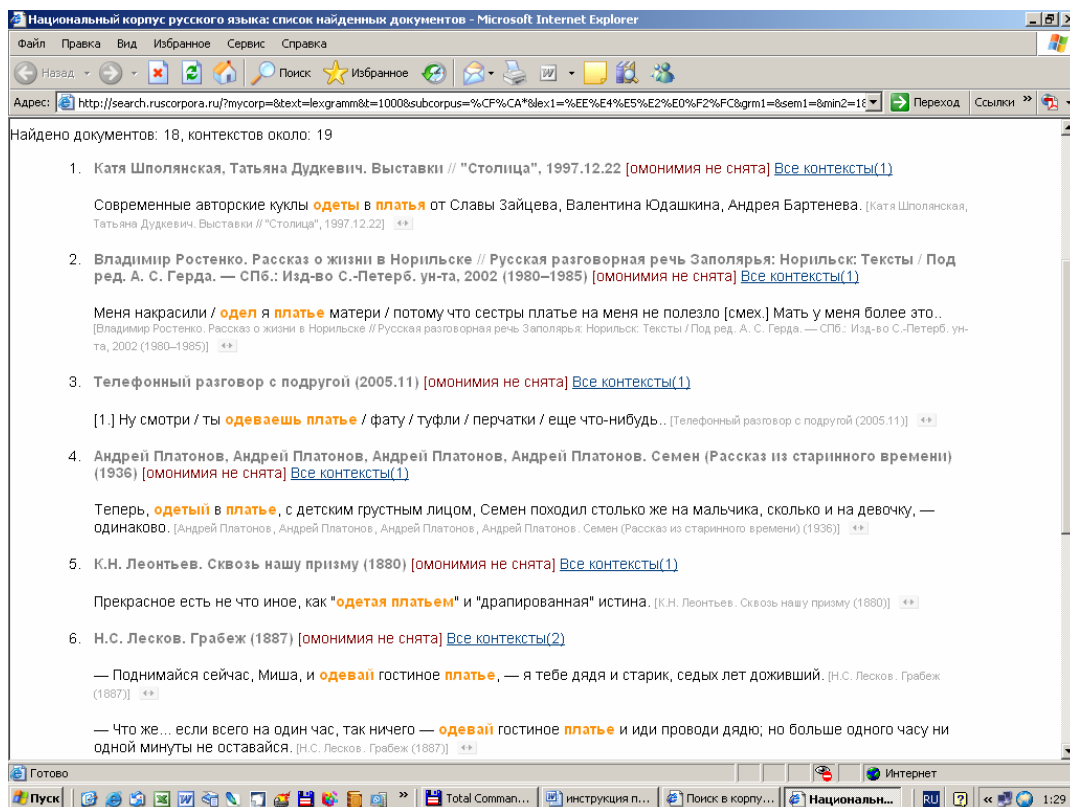 Национальный корпус русского языка: список найденных документов - Microsoft Internet Explorer
Файл Правка Вид Избранное Сервис Справка
Назад Поиск Избранное
Адрес: http://search.ruscorpora.ru/?mycorp=&text=lexgramm&t=1000&subcorpus=%CF%CA*&lex1=%EE%E4%E5%E2%E0%F2%FC&grm1=&sem1=&min2=18 Переход Ссылки »
Найдено документов: 18, контекстов около: 19
1. Катя Шполянская, Татьяна Дудкевич. Выставки // "Столица", 1997.12.22 [омонимия не снята] Все контексты(1)
Современные авторские куклы одеты в платья от Славы Зайцева, Валентина Юдашкина, Андрея Бартенева. [Катя Шполянская,
Татьяна Дудкевич. Выставки // "Столица", 1997.12.22]
2. Владимир Ростенко. Рассказ о жизни в Норильске // Русская разговорная речь Заполярья: Норильск: Тексты / Под
ред. А. С. Герда. — СПб.: Изд-во С.-Петерб. ун-та, 2002 (1980–1985) [омонимия не снята] Все контексты(1)
Меня накрасили / одел я платье матери / потому что сестры платье на меня не полезло [смех.] Мать у меня более это..
[Владимир Ростенко. Рассказ о жизни в Норильске // Русская разговорная речь Заполярья: Норильск: Тексты / Под ред. А. С. Герда. — СПб.: Изд-во С.-Петерб. ун-
та, 2002 (1980–1985)]
3. Телефонный разговор с подругой (2005.11) [омонимия не снята] Все контексты(1)
[1.] Ну смотри / ты одеваешь платье / фату / туфли / перчатки / еще что-нибудь.. [Телефонный разговор с подругой (2005.11)]
4. Андрей Платонов, Андрей Платонов, Андрей Платонов, Андрей Платонов. Семен (Рассказ из старинного времени)
(1936) [омонимия не снята] Все контексты(1)
Теперь, одетый в платье, с детским грустным лицом, Семен походил столько же на мальчика, сколько и на девочку, —
одинаково. [Андрей Платонов, Андрей Платонов, Андрей Платонов, Андрей Платонов. Семен (Рассказ из старинного времени) (1936)]
5. К.Н. Леонтьев. Сквозь нашу призму (1880) [омонимия не снята] Все контексты(1)
Прекрасное есть не что иное, как "одетая платьем" и "драпированная" истина. [К.Н. Леонтьев. Сквозь нашу призму (1880)]
6. Н.С. Лесков. Грабеж (1887) [омонимия не снята] Все контексты(2)
— Поднимайся сейчас, Миша, и одевай гостиное платье, — я тебе дядя и старик, седых лет доживший. [Н.С. Лесков. Грабеж
(1887)]
— Что же... если всего на один час, так ничего — одевай гостиное платье и иди проводи дядю; но больше одного часу ни
одной минуты не оставайся. [Н.С. Лесков. Грабеж (1887)]
Готово Интернет
Пуск » Total Comman... инструкция п... Поиск в корпу... Национальн... RU « 1:29